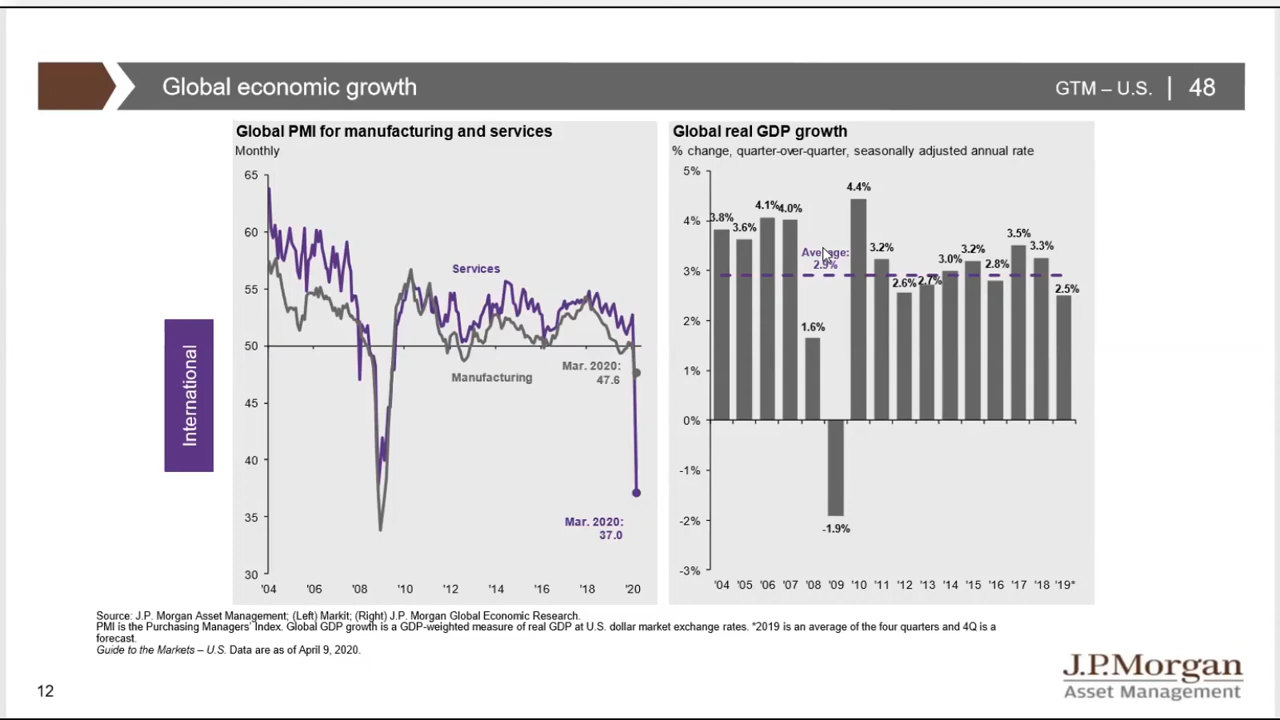 Global economic growth
GTM – U.S. | 48
International
Global PMI for manufacturing and services
Monthly
65
60
55
50
45
40
35
30
Services
Manufacturing
Mar. 2020:
47.6
Mar. 2020:
37.0
'04 '06 '08 '10 '12 '14 '16 '18 '20
Global real GDP growth
% change, quarter-over-quarter, seasonally adjusted annual rate
5%
4%
3%
2%
1%
0%
-1%
-2%
-3%
3.8% 3.6% 4.1% 4.0% 1.6% -1.9% 4.4% 3.2% 2.6% 2.7% 3.0% 3.2% 2.8% 3.5% 3.3% 2.5%
Average:
2.9%
'04 '05 '06 '07 '08 '09 '10 '11 '12 '13 '14 '15 '16 '17 '18 '19*
Source: J.P. Morgan Asset Management; (Left) Markit; (Right) J.P. Morgan Global Economic Research.
PMI is the Purchasing Managers' Index. Global GDP growth is a GDP-weighted measure of real GDP at U.S. dollar market exchange rates. *2019 is an average of the four quarters and 4Q is a
forecast.
Guide to the Markets – U.S. Data are as of April 9, 2020.
12
J.P.Morgan
Asset Management